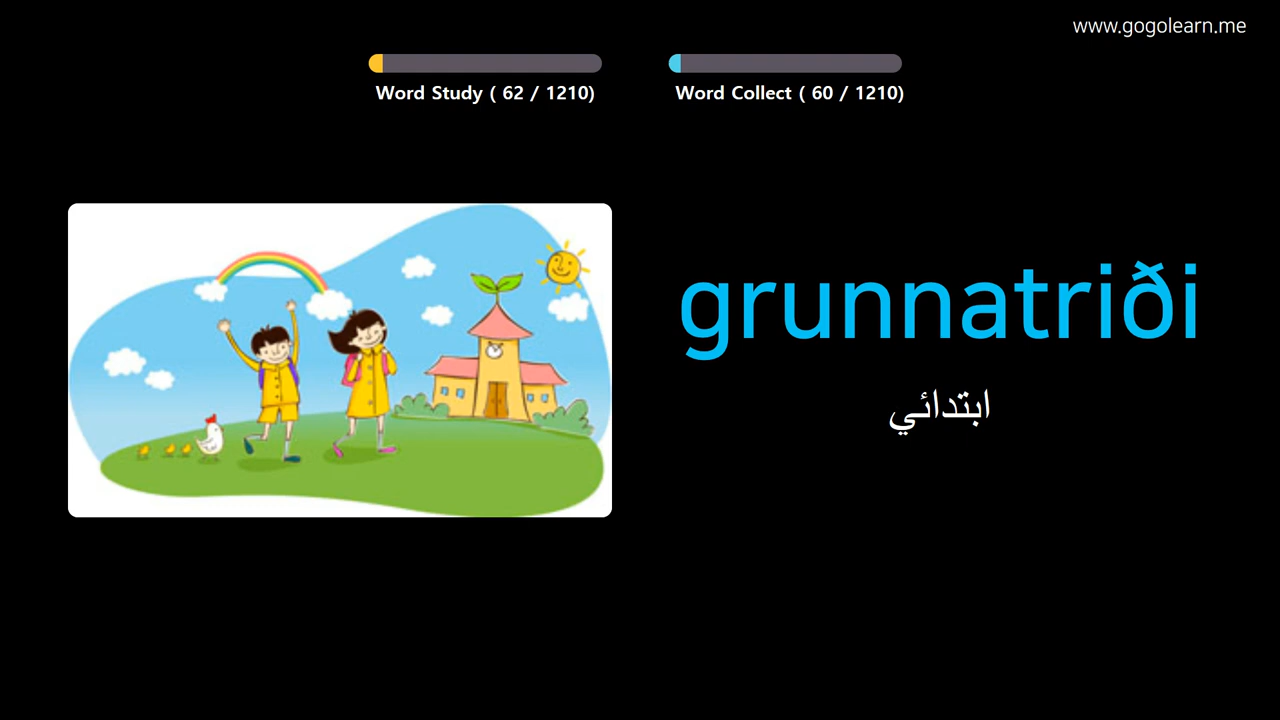 www.gogolearn.me
Word Study ( 62 / 1210)
Word Collect ( 60 / 1210)
grunnatriði
ابتدائي